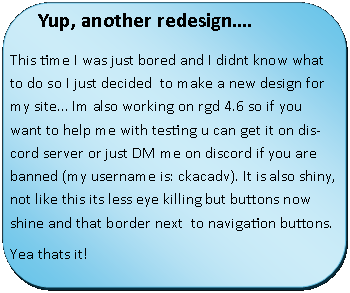 Yup, another redesign....
This time I was just bored and I didnt know what
to do so I just decided  to make a new design for
my site... Im also working on rgd 4.6 so if you
want to help me with testing u can get it on dis-
cord server or just DM me on discord if you are
banned (my username is: ckacadv). It is also shiny,
not like this its less eye killing but buttons now
shine and that border next  to navigation buttons.
Yea thats it!